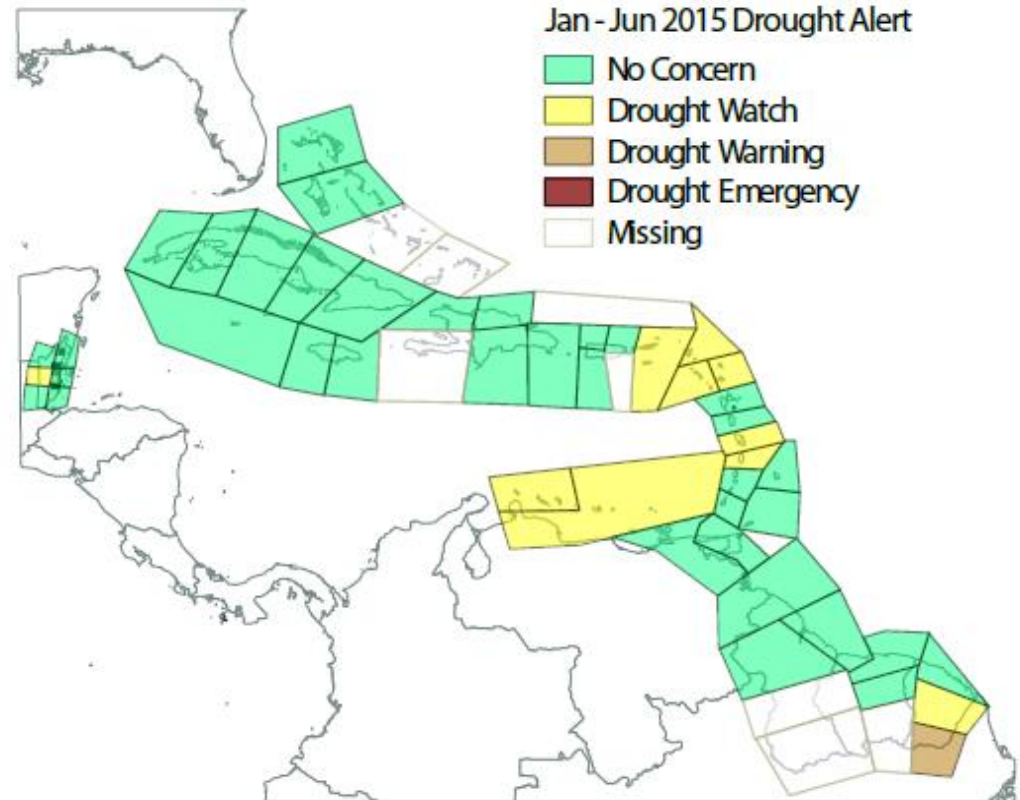 Jan - Jun 2015 Drought Alert
No Concern
Drought Watch
Drought Warning
Drought Emergency
Missing